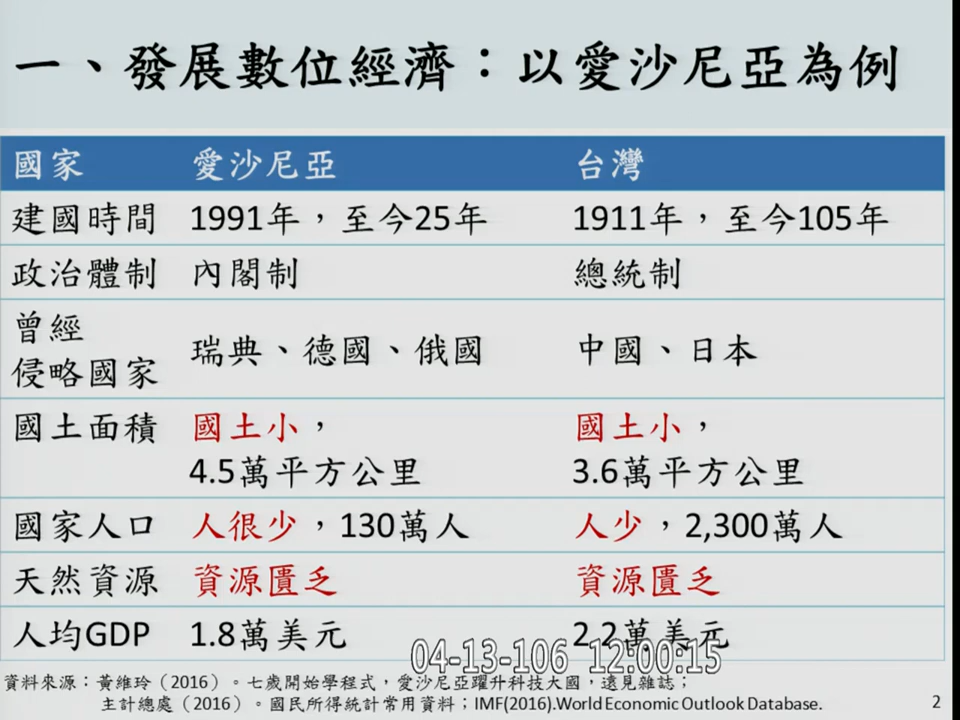 一、發展數位經濟：以愛沙尼亞為例
國家 愛沙尼亞 台灣
建國時間 1991年，至今25年 1911年，至今105年
政治體制 內閣制 總統制
曾經
侵略國家 瑞典、德國、俄國 中國、日本
國土面積 國土小， 國土小，
4.5萬平方公里 3.6萬平方公里
國家人口 人很少，130萬人 人少，2,300萬人
天然資源 資源匱乏 資源匱乏
人均GDP 1.8萬美元 2.2萬美元
04-13-106 12:00:15
資料來源：黃維玲（2016）。七歲開始學程式，愛沙尼亞躍升科技大國，遠見雜誌；
主計總處（2016）。國民所得統計常用資料；IMF(2016).World Economic Outlook Database.
2